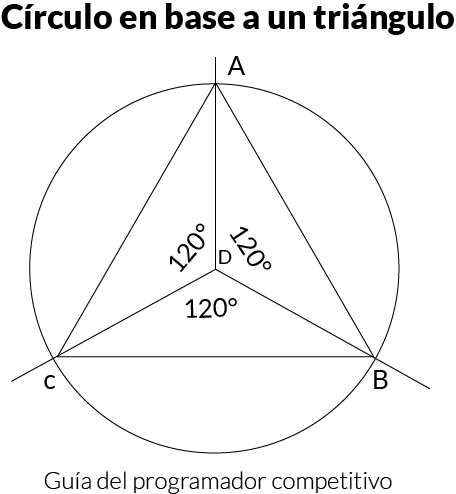 Círculo en base a un triángulo
A
120°
120°
D
120°
c
B
Guía del programador competitivo